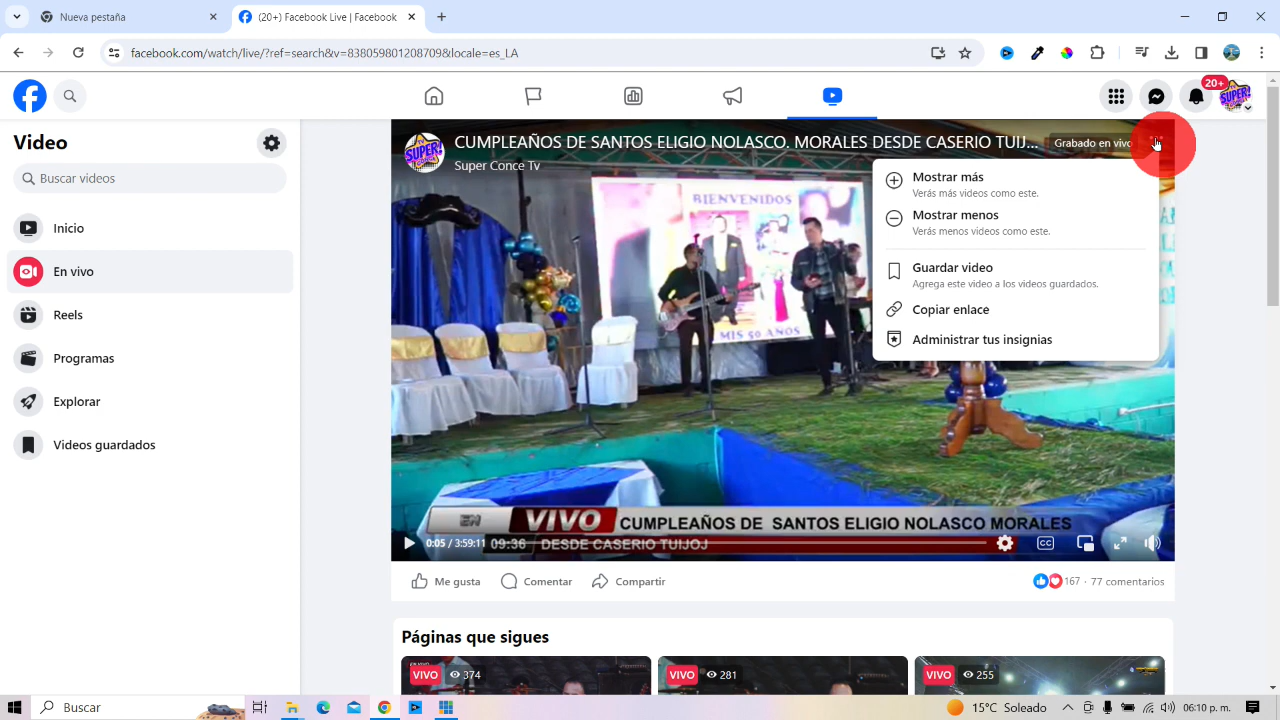 Nueva pestaña
(20+) Facebook Live | Facebook
facebook.com/watch/live/?ref=search&v=838059801208709&locale=es_LA
20+
SUPER!
Video
Buscar videos
Inicio
En vivo
Reels
Programas
Explorar
Videos guardados
SUPER!
CUMPLEAÑOS DE SANTOS ELIGIO NOLASCO. MORALES DESDE CASERIO TUIJ...
Grabado en vivo
Super Conce Tv
Mostrar más
Verás más videos como este.
Mostrar menos
Verás menos videos como este.
Guardar video
Agrega este video a los videos guardados.
Copiar enlace
Administrar tus insignias
BIENVENIDOS
MIS 50 AÑOS
EN VIVO CUMPLEAÑOS DE SANTOS ELIGIO NOLASCO MORALES
09:36 DESDE CASERIO TUIJOJ
0:05 / 3:59:11
CC
Me gusta
Comentar
Compartir
167 · 77 comentarios
Páginas que sigues
VIVO 374
VIVO 281
VIVO 255
Buscar
15°C Soleado
06:10 p. m.